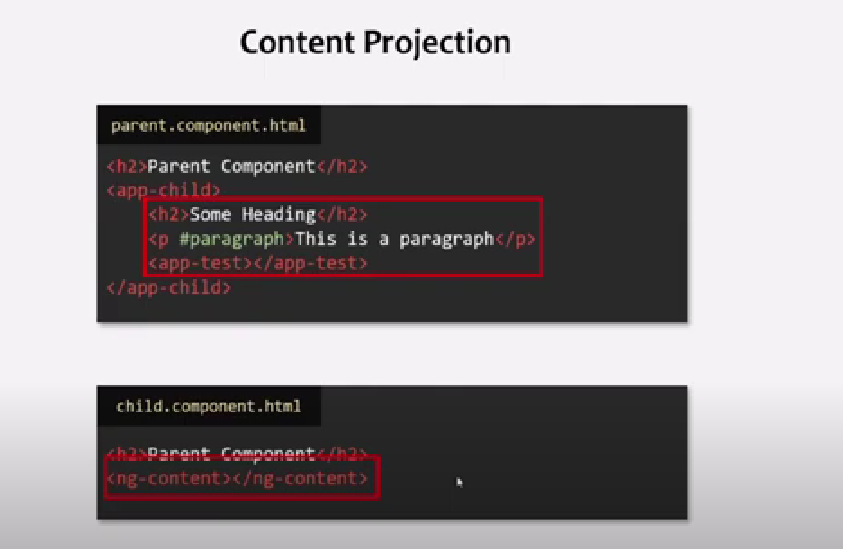 Content Projection
parent.component.html
<h2>Parent Component</h2>
<app-child>
<h2>Some Heading</h2>
<p #paragraph>This is a paragraph</p>
<app-test></app-test>
</app-child>
child.component.html
<h2>Parent Component</h2>
<ng-content></ng-content>